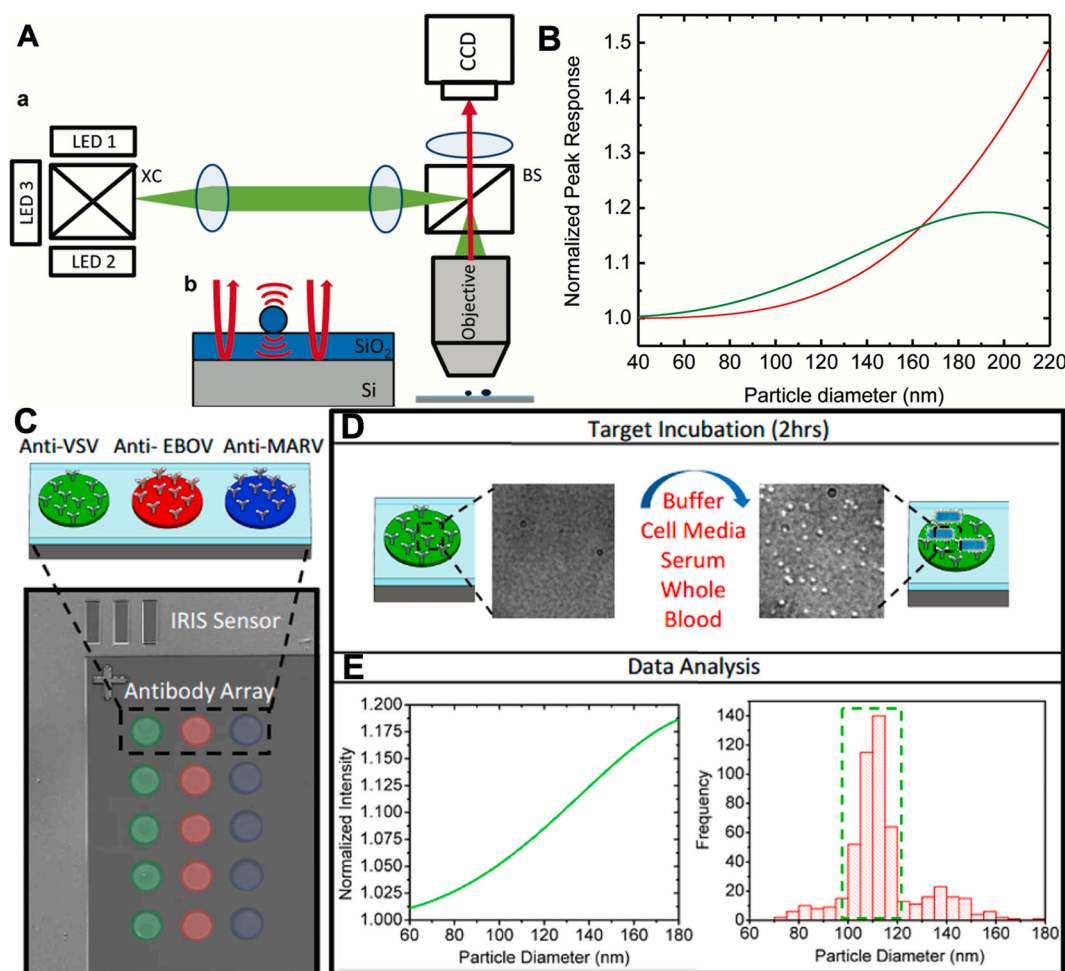 A
a
LED 1
LED 3
XC
LED 2
CCD
BS
Objective
b
SiO2
Si
B
Normalized Peak Response
1.5
1.4
1.3
1.2
1.1
1.0
40 60 80 100 120 140 160 190 200 220
Particle diameter (nm)
C
Anti-VSV Anti- EBOV Anti-MARV
IRIS Sensor
Antibody Array
D
Target Incubation (2hrs)
Buffer
Cell Media
Serum
Whole
Blood
E
Data Analysis
Normalized Intensity
1.200
1.175
1.150
1.125
1.100
1.075
1.050
1.025
1.000
60 80 100 120 140 160 180
Particle Diameter (nm)
Frequency
140
120
100
80
60
40
20
0
60 80 100 120 140 160 180
Particle Diameter (nm)